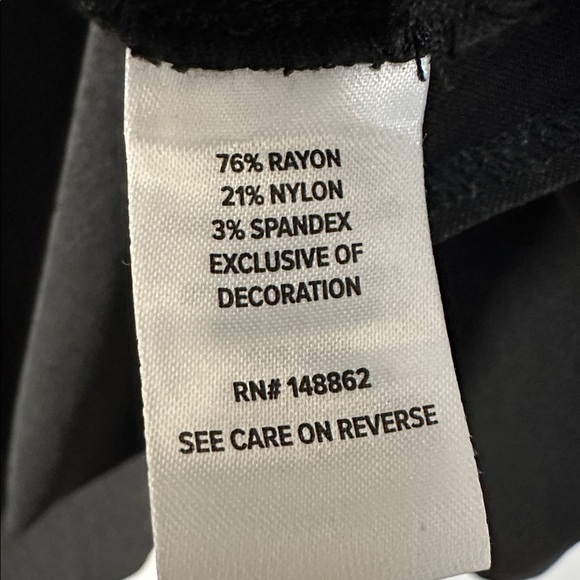 76% RAYON
21% NYLON
3% SPANDEX
EXCLUSIVE OF
DECORATION
RN# 148862
SEE CARE ON REVERSE